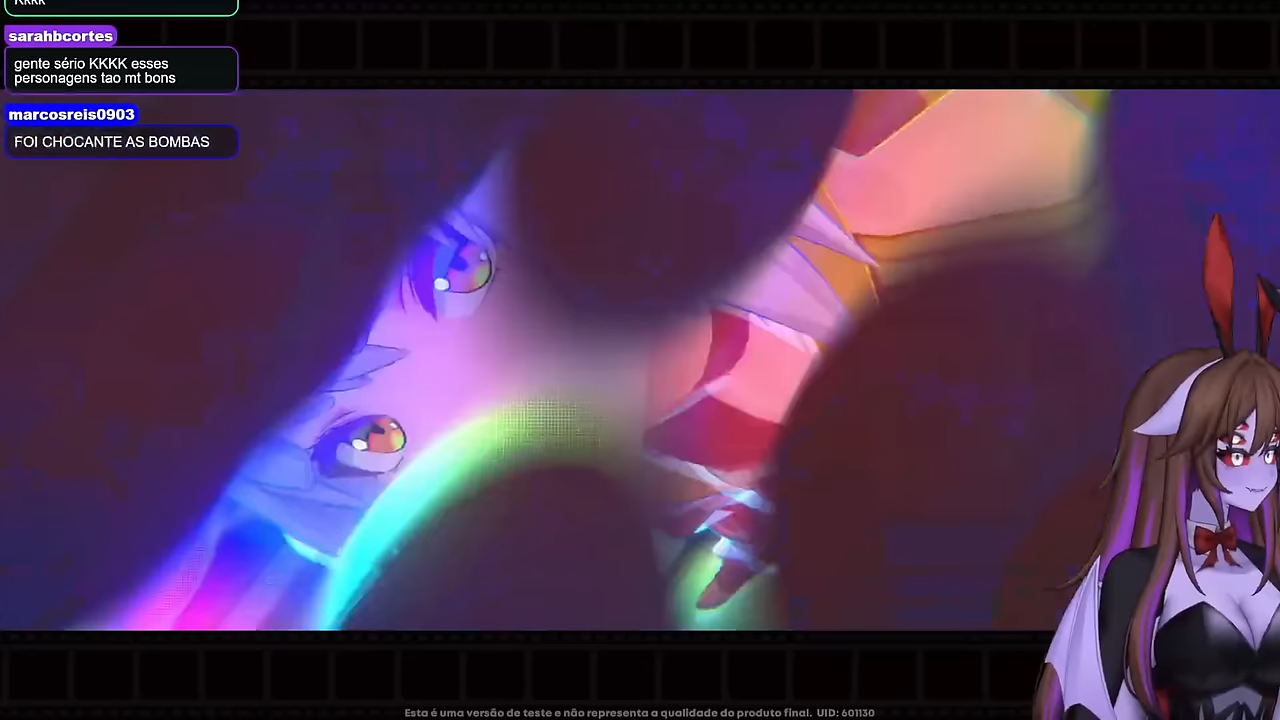 KKKK
sarahbcortes
gente sério KKKK esses
personagens tao mt bons
marcosreis0903
FOI CHOCANTE AS BOMBAS
Esta é uma versão de teste e não representa a qualidade do produto final. UID: 601130